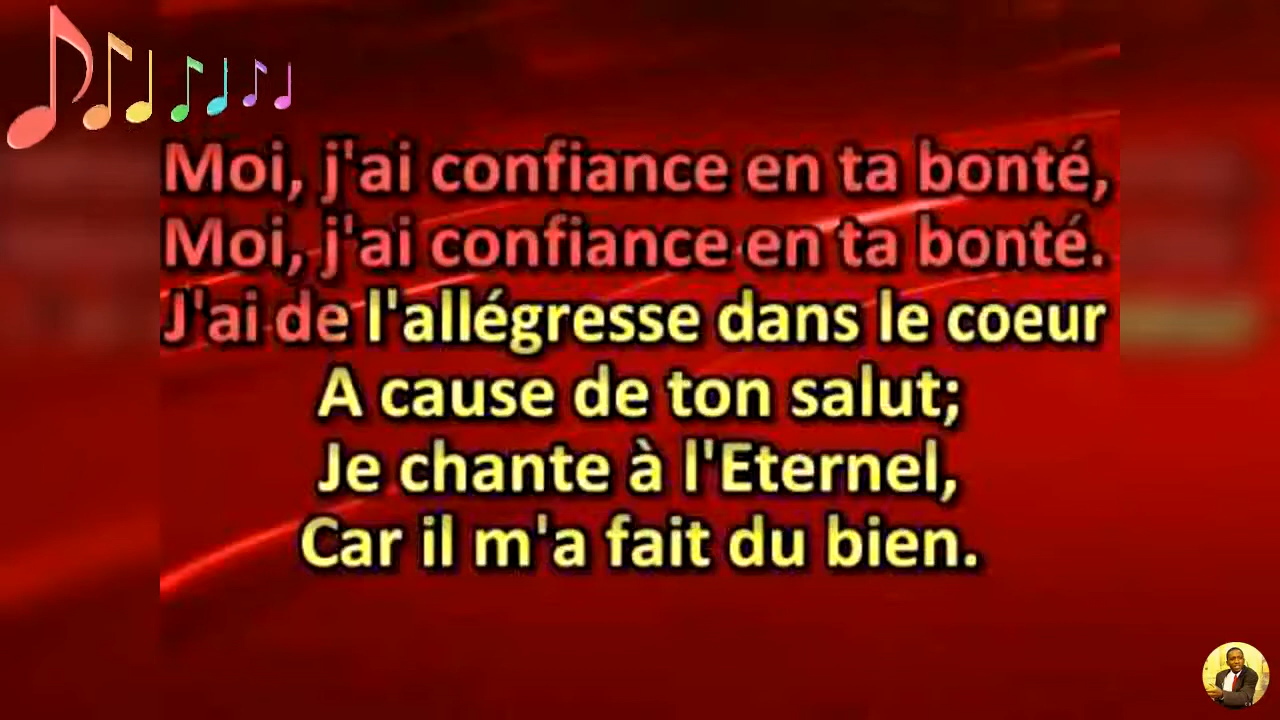 Moi, j'ai confiance en ta bonté,
Moi, j'ai confiance en ta bonté.
J'ai de l'allégresse dans le coeur
A cause de ton salut;
Je chante à l'Eternel,
Car il m'a fait du bien.